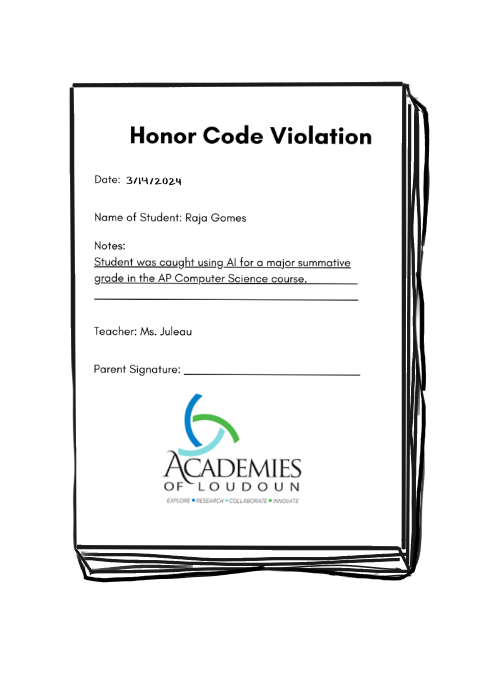 Honor Code Violation
Date: 3/14/2024
Name of Student: Raja Gomes
Notes:
Student was caught using AI for a major summative
grade in the AP Computer Science course.
Teacher: Ms. Juleau
Parent Signature:
ACADEMIES
OF LOUDOUN
EXPLORE RESEARCH COLLABORATE INNOVATE